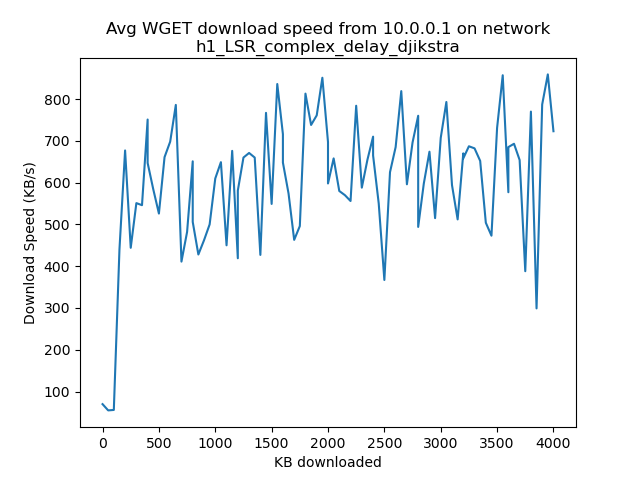 Avg WGET download speed from 10.0.0.1 on network
h1_LSR_complex_delay_djikstra
800
700
600
500
400
300
200
100
Download Speed (KB/s)
0 500 1000 1500 2000 2500 3000 3500 4000
KB downloaded